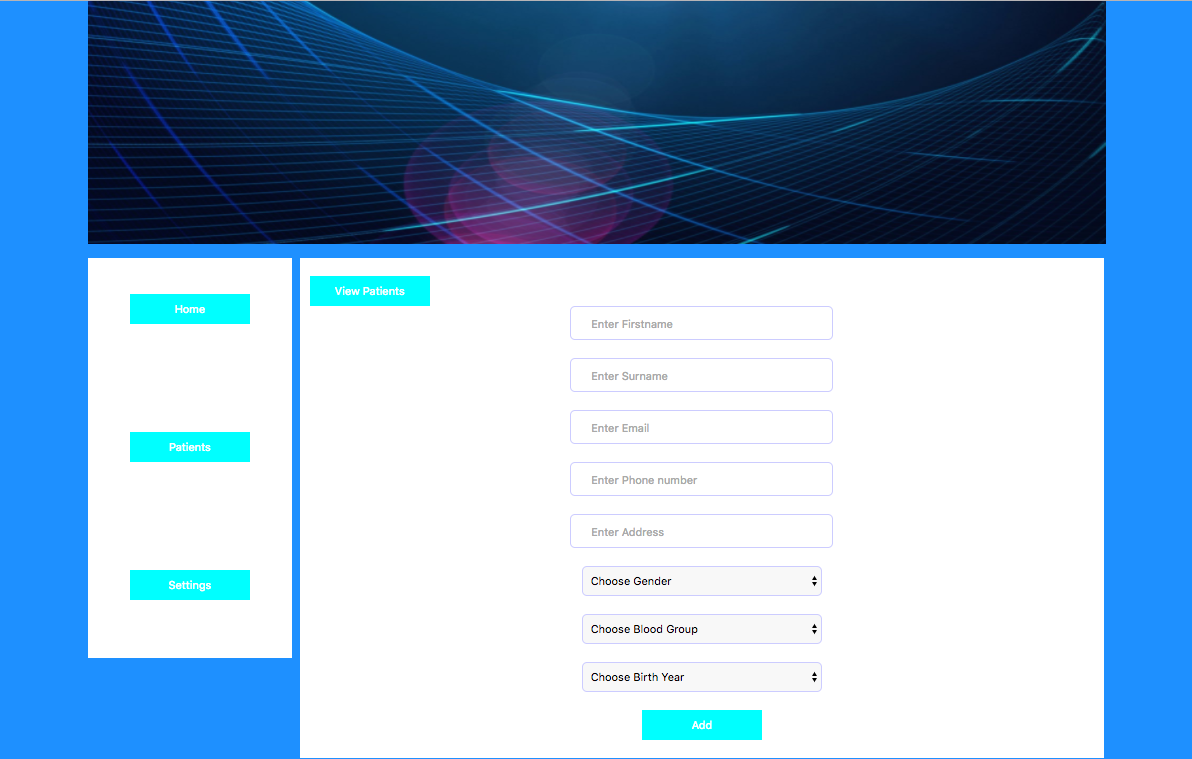 Home
Patients
Settings
View Patients
Enter Firstname
Enter Surname
Enter Email
Enter Phone number
Enter Address
Choose Gender
Choose Blood Group
Choose Birth Year
Add